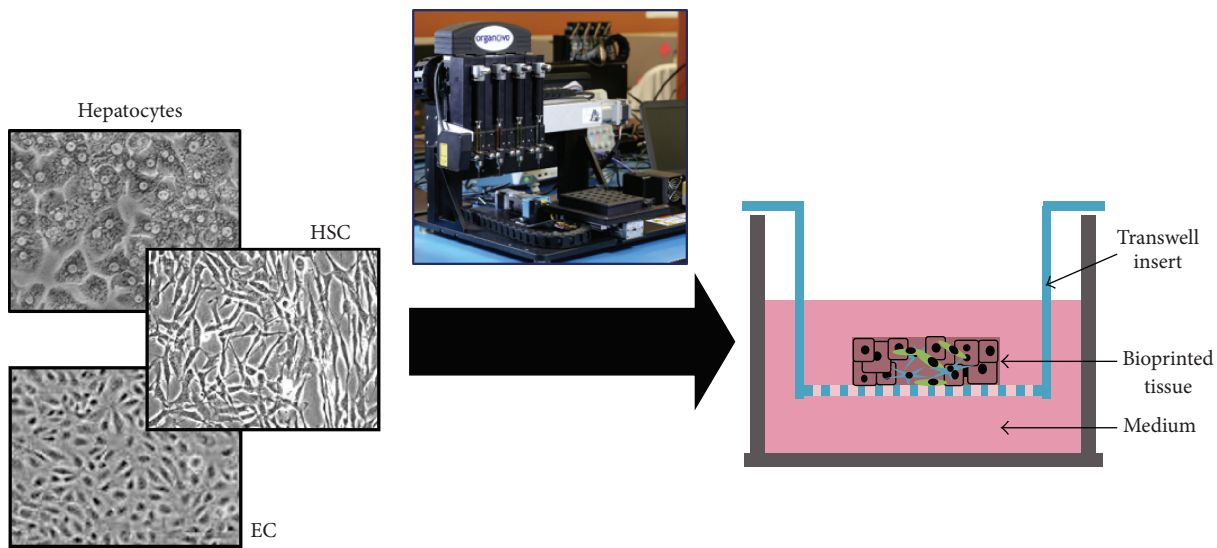 Hepatocytes
HSC
EC
organovo
Transwell
insert
Bioprinted
tissue
Medium